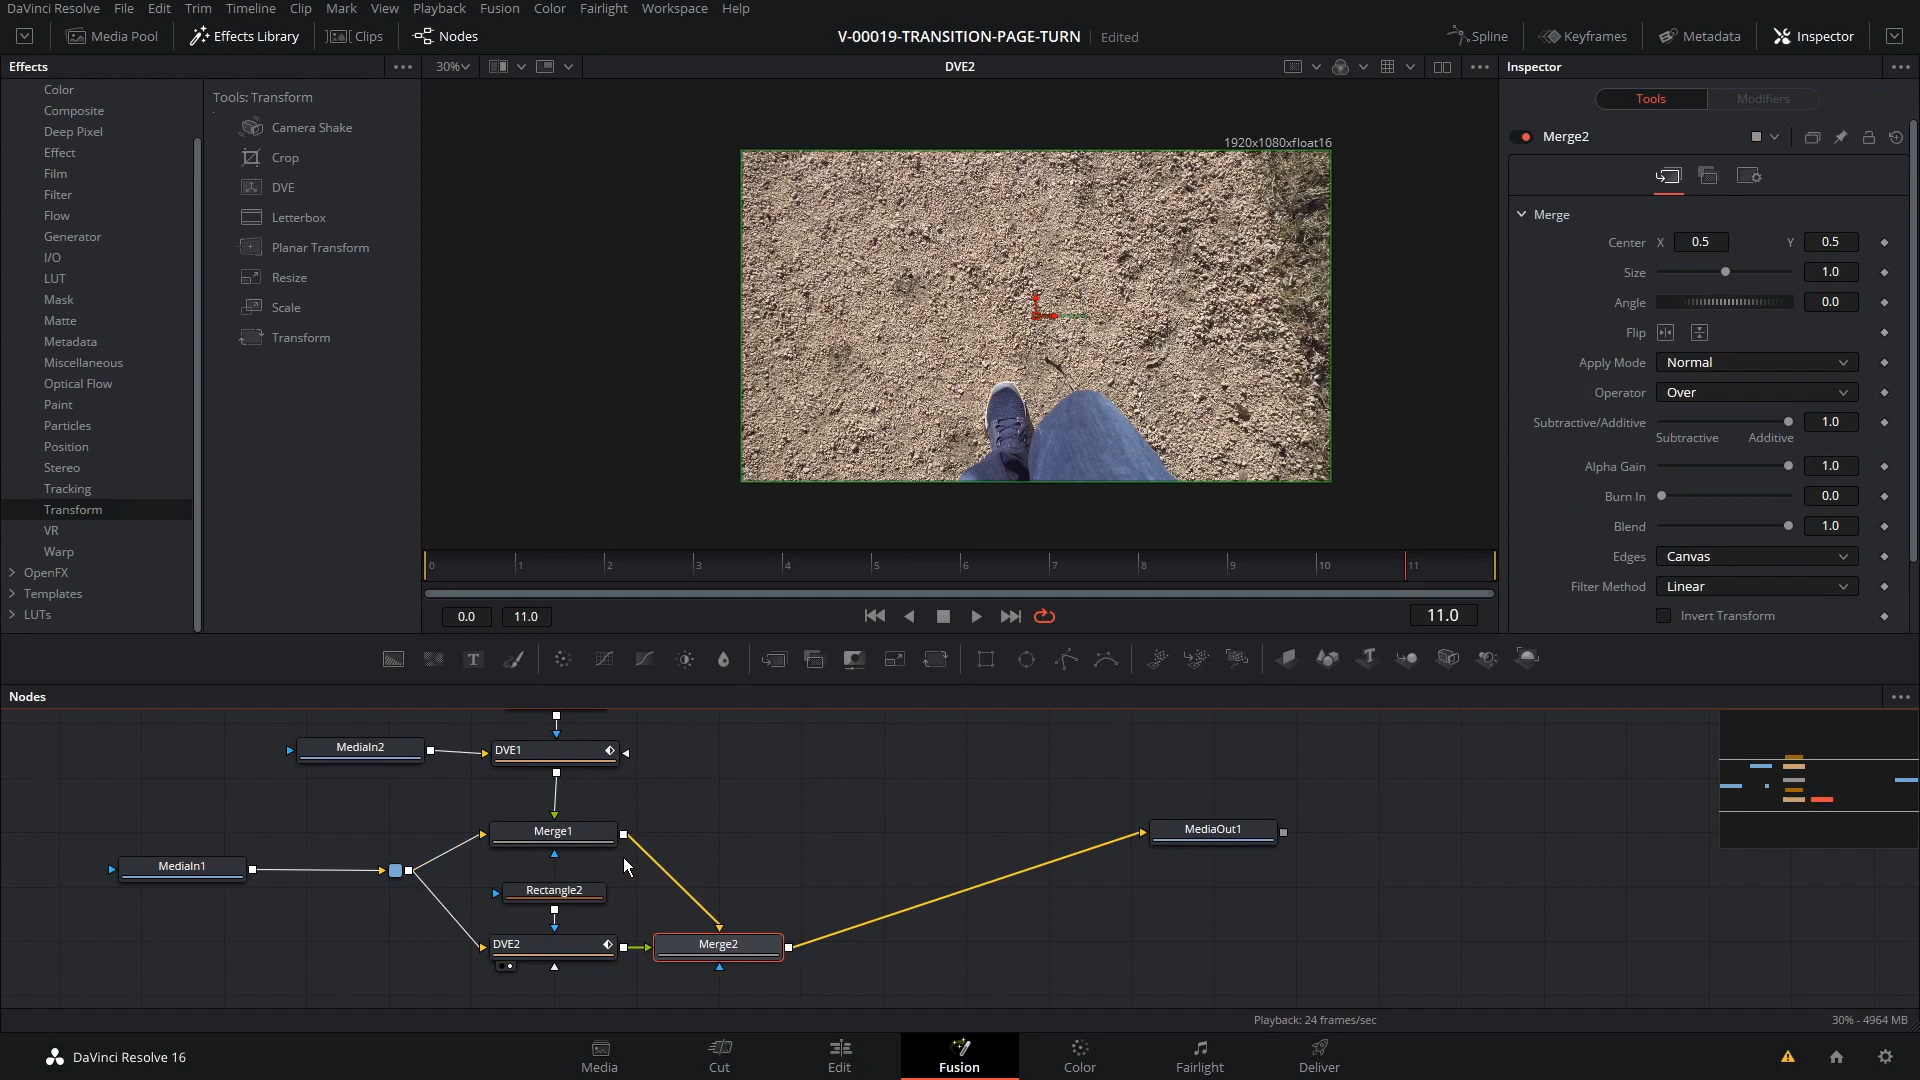 DaVinci Resolve File Edit Trim Timeline Clip Mark View Playback Fusion Color Fairlight Workspace Help
Media Pool Effects Library Clips Nodes V-00019-TRANSITION-PAGE-TURN Edited Spline Keyframes Metadata Inspector
Effects 30% DVE2 Inspector
Color
Composite
Deep Pixel
Effect
Film
Filter
Flow
Generator
I/O
LUT
Mask
Matte
Metadata
Miscellaneous
Optical Flow
Paint
Particles
Position
Stereo
Tracking
Transform
VR
Warp
OpenFX
Templates
LUTs
Tools: Transform
Camera Shake
Crop
DVE
Letterbox
Planar Transform
Resize
Scale
Transform
1920x1080xfloat16
0 1 2 3 4 5 6 7 8 9 10 11
0.0 11.0 11.0
Tools Modifiers
Merge2
Merge
Center X 0.5 Y 0.5
Size 1.0
Angle 0.0
Flip
Apply Mode Normal
Operator Over
Subtractive/Additive 1.0
Subtractive Additive
Alpha Gain 1.0
Burn In 0.0
Blend 1.0
Edges Canvas
Filter Method Linear
Invert Transform
Nodes
MediaIn2 DVE1
Merge1 MediaOut1
MediaIn1
Rectangle2
DVE2 Merge2
Playback: 24 frames/sec 30% - 4964 MB
DaVinci Resolve 16 Media Cut Edit Fusion Color Fairlight Deliver